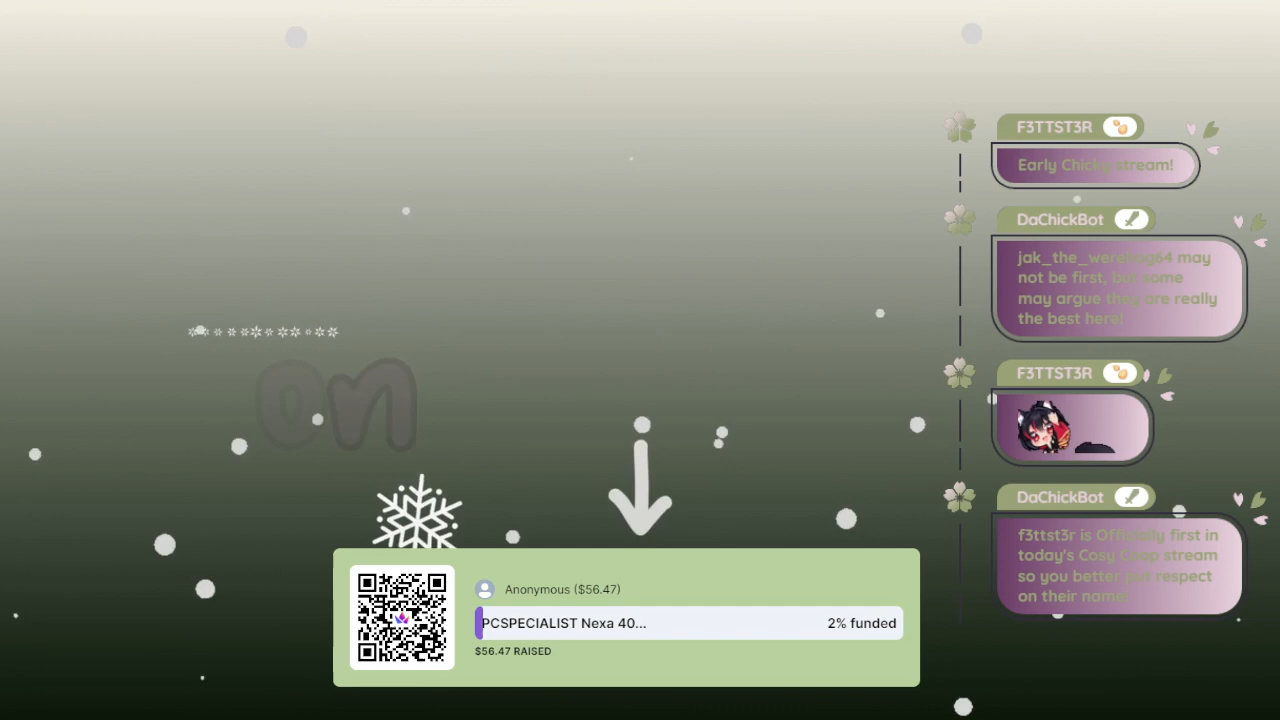 F3TTST3R
Early Chicky stream!
DaChickBot
jak_the_werellng64 may
not be first, but some
may argue they are really
the best here!
F3TTST3R
DaChickBot
f3ttst3r is Officially first in
today's Cosy Coop stream
so you better put respect
on their name!
on
Anonymous ($56.47)
PCSPECIALIST Nexa 40...
2% funded
$56.47 RAISED